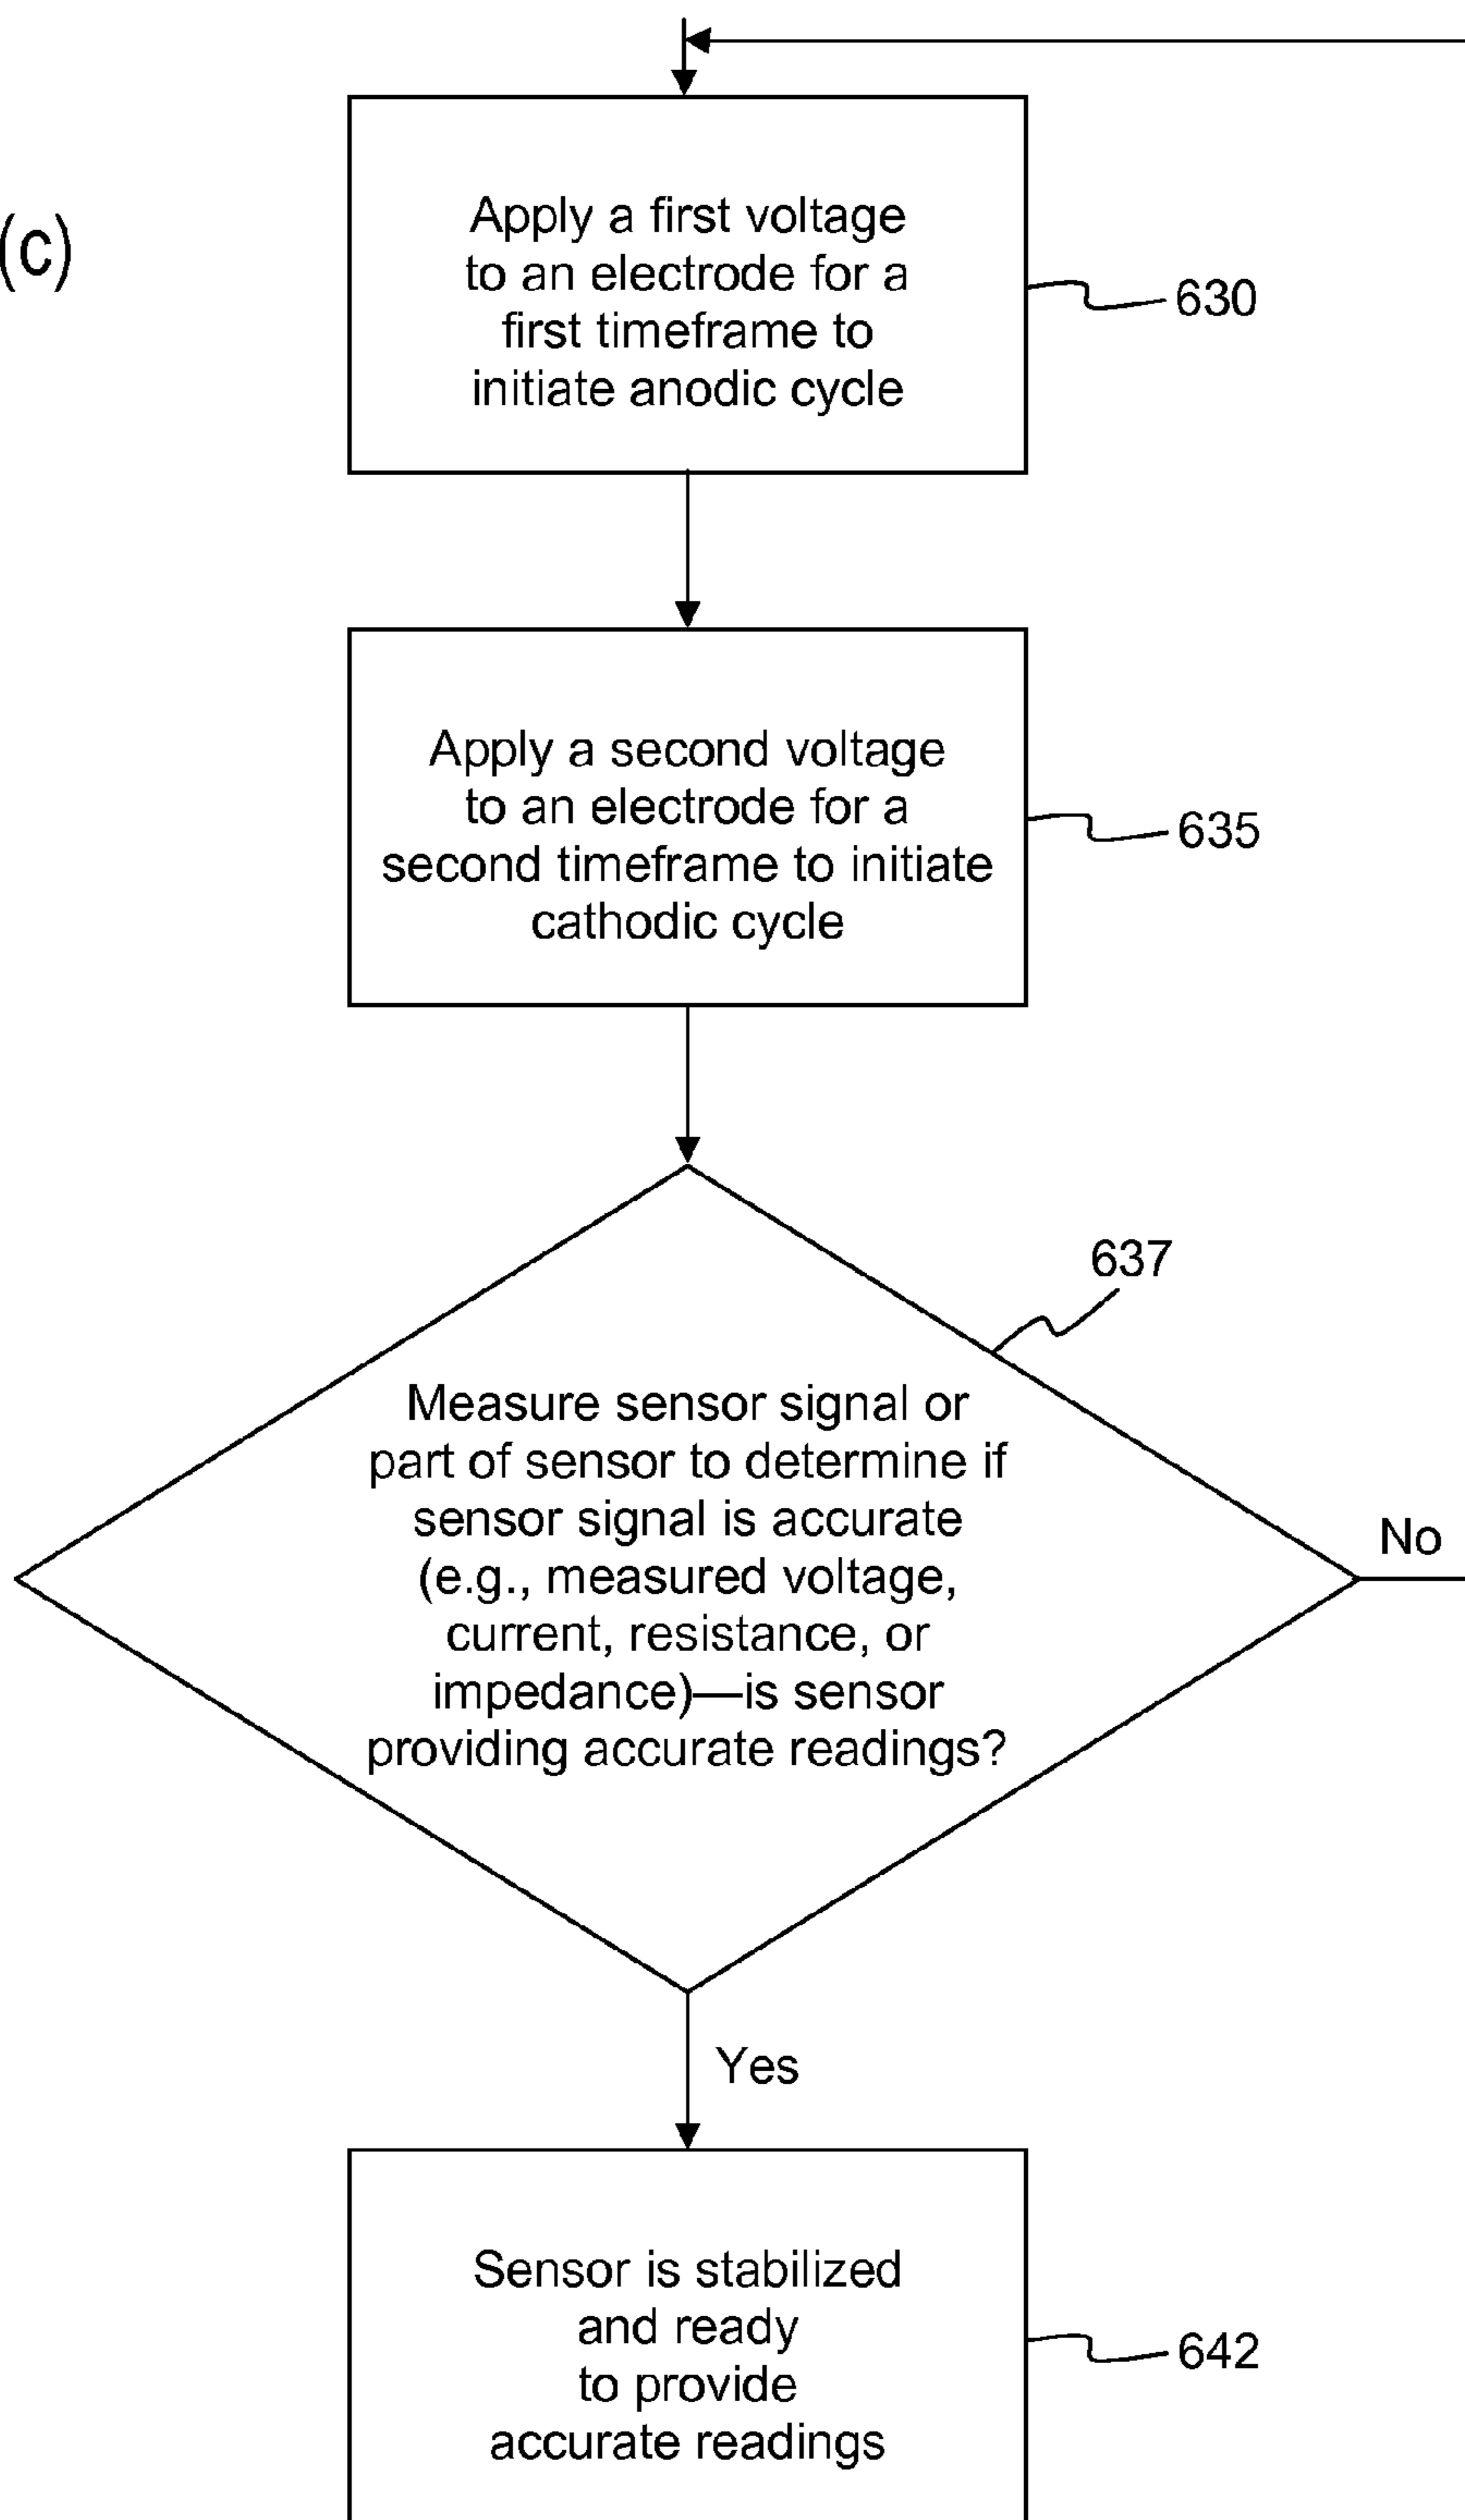 (c)
Apply a first voltage
to an electrode for a
first timeframe to
initiate anodic cycle
630
Apply a second voltage
to an electrode for a
second timeframe to initiate
cathodic cycle
635
637
Measure sensor signal or
part of sensor to determine if
sensor signal is accurate
(e.g., measured voltage,
current, resistance, or
impedance)—is sensor
providing accurate readings?
No
Yes
Sensor is stabilized
and ready
to provide
accurate readings
642